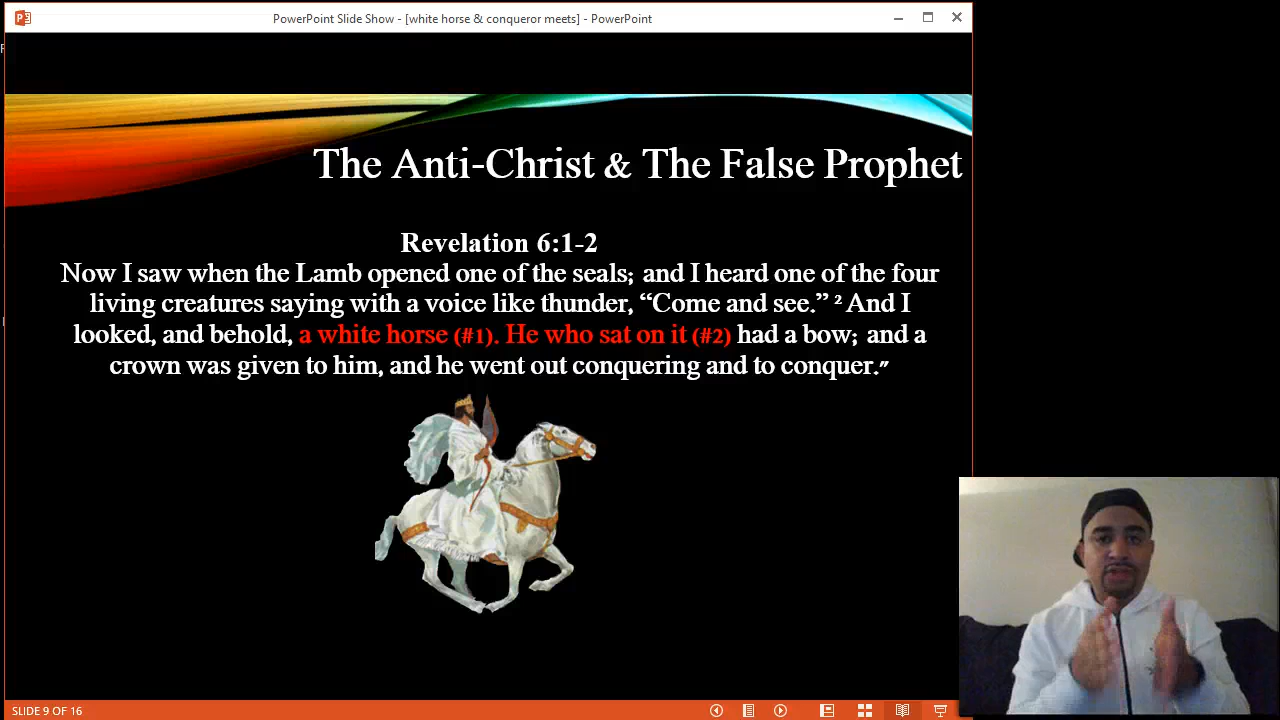 PowerPoint Slide Show - [white horse & conqueror meets] - PowerPoint
The Anti-Christ & The False Prophet
Revelation 6:1-2
Now I saw when the Lamb opened one of the seals; and I heard one of the four
living creatures saying with a voice like thunder, “Come and see.” ² And I
looked, and behold, a white horse (#1). He who sat on it (#2) had a bow; and a
crown was given to him, and he went out conquering and to conquer.”
SLIDE 9 OF 16